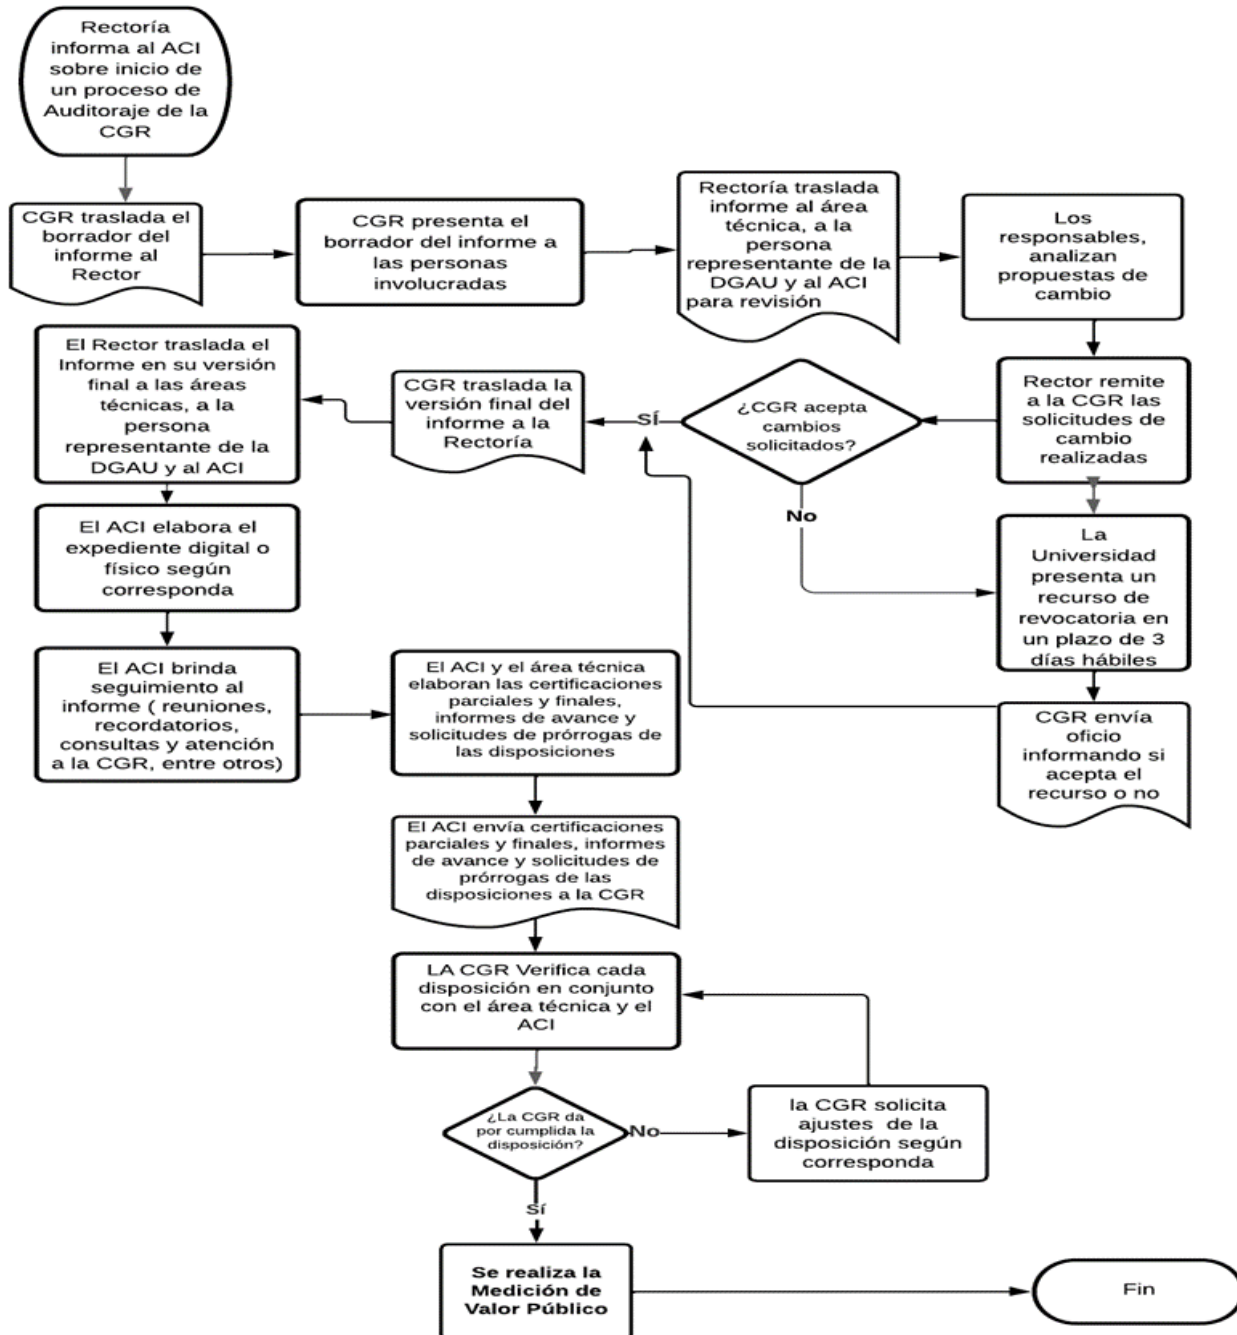 Rectoría
informa al ACI
sobre inicio de
un proceso de
Auditoraje de la
CGR
CGR traslada el
borrador del
informe al
Rector
CGR presenta el
borrador del informe a
las personas
involucradas
Rectoría traslada
informe al área
técnica, a la
persona
representante de la
DGAU y al ACI
para revisión
Los
responsables,
analizan
propuestas de
cambio
Rector remite
a la CGR las
solicitudes de
cambio
realizadas
¿CGR acepta
cambios
solicitados?
Sí
No
CGR traslada la
versión final del
informe a la
Rectoría
El Rector traslada el
Informe en su versión
final a las áreas
técnicas, a la
persona
representante de la
DGAU y al ACI
La
Universidad
presenta un
recurso de
revocatoria en
un plazo de 3
días hábiles
CGR envía
oficio
informando si
acepta el
recurso o no
El ACI elabora el
expediente digital o
físico según
corresponda
El ACI brinda
seguimiento al
informe ( reuniones,
recordatorios,
consultas y atención
a la CGR, entre otros)
El ACI y el área técnica
elaboran las certificaciones
parciales y finales,
informes de avance y
solicitudes de prórrogas de
las disposiciones
El ACI envía certificaciones
parciales y finales, informes
de avance y solicitudes de
prórrogas de las
disposiciones a la CGR
LA CGR Verifica cada
disposición en conjunto
con el área técnica y el
ACI
¿La CGR da
por cumplida la
disposición?
No
la CGR solicita
ajustes de la
disposición según
corresponda
Sí
Se realiza la
Medición de
Valor Público
Fin